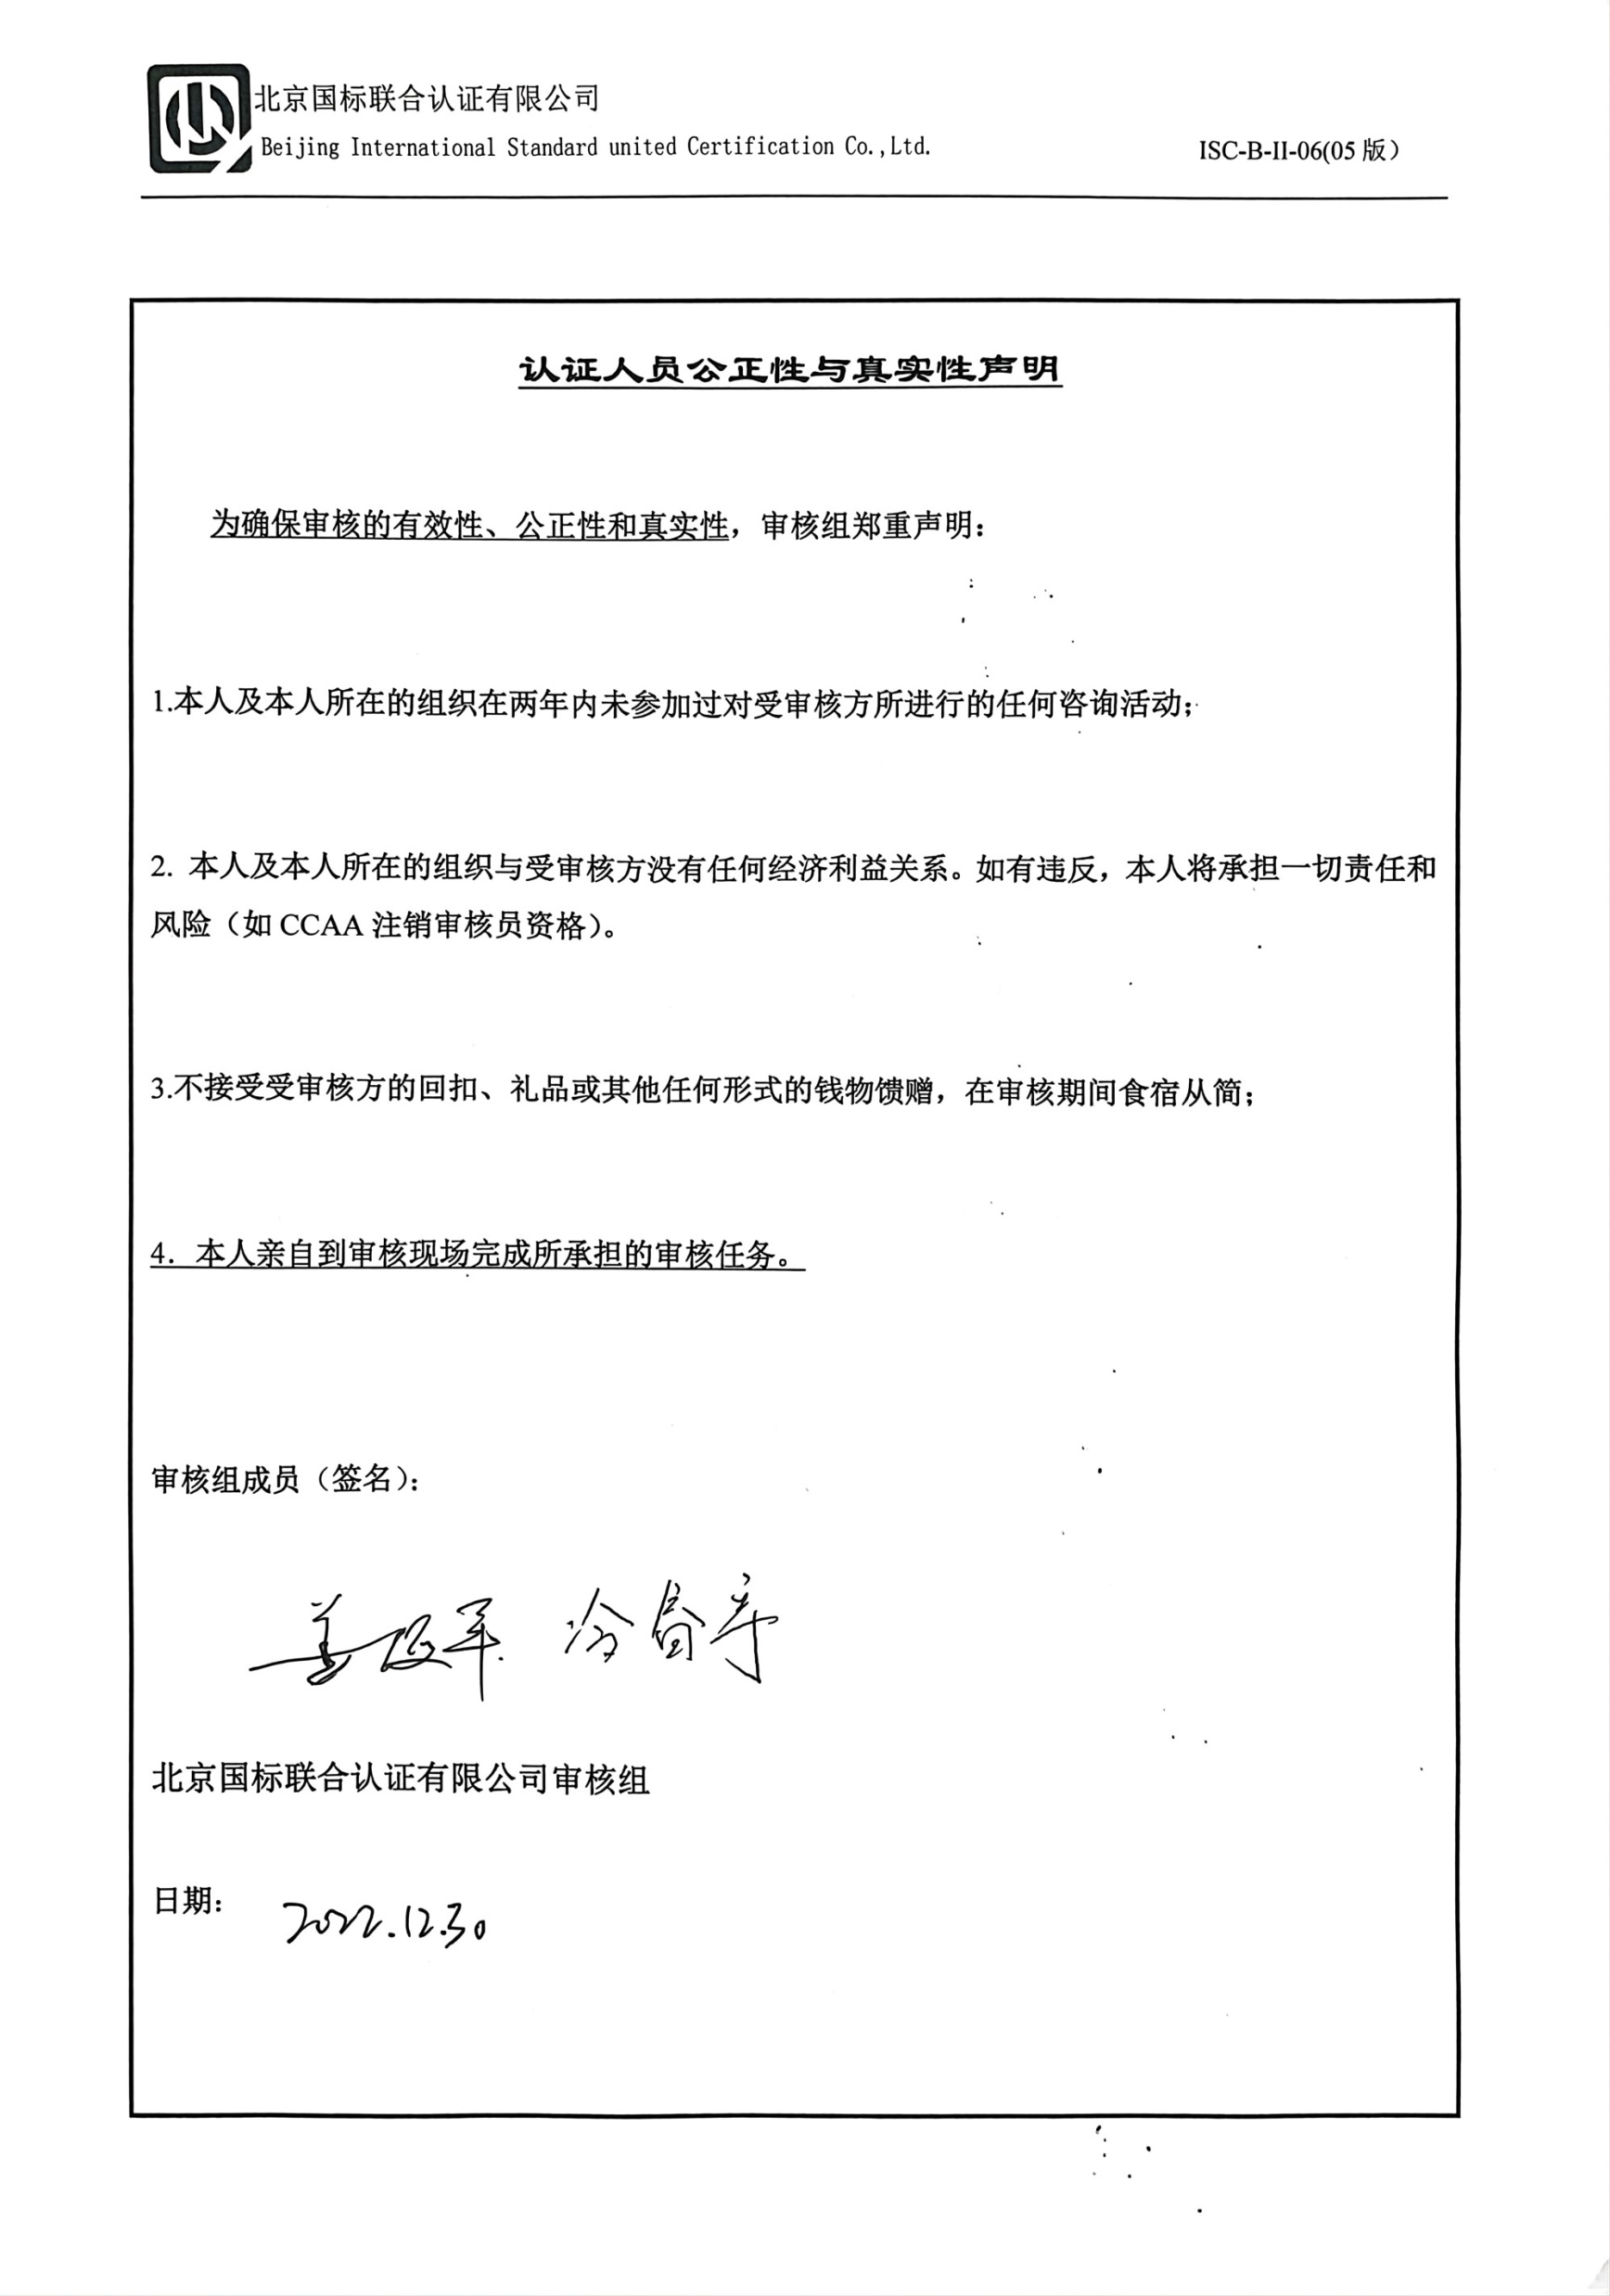 北京国标联合认证有限公司
Beijing International Standard united Certification Co.,Ltd.
ISC-B-II-06(05 版）
认证人员公正性与真实性声明
为确保审核的有效性、公正性和真实性，审核组郑重声明：
1.本人及本人所在的组织在两年内未参加过对受审核方所进行的任何咨询活动；
2. 本人及本人所在的组织与受审核方没有任何经济利益关系。如有违反，本人将承担一切责任和
风险（如 CCAA 注销审核员资格）。
3.不接受受审核方的回扣、礼品或其他任何形式的钱物馈赠，在审核期间食宿从简；
4. 本人亲自到审核现场完成所承担的审核任务。
审核组成员（签名）：
北京国标联合认证有限公司审核组
日期： 2022.12.30